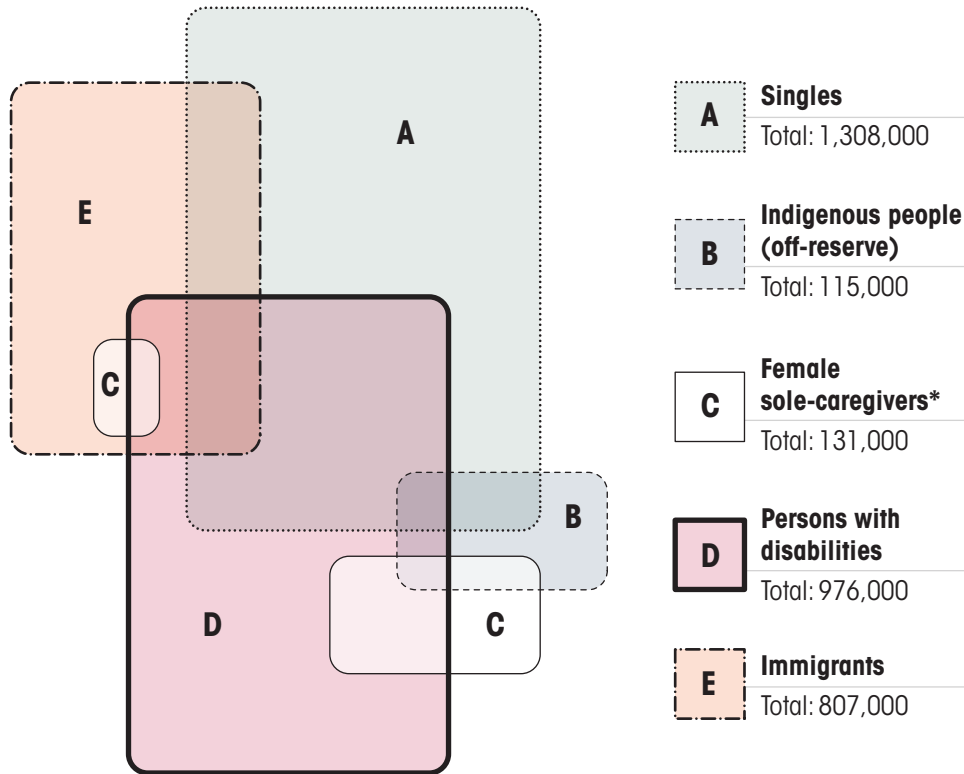 A
E
C
B
D
C
A
Singles
Total: 1,308,000
B
Indigenous people
(off-reserve)
Total: 115,000
C
Female
sole-caregivers*
Total: 131,000
D
Persons with
disabilities
Total: 976,000
E
Immigrants
Total: 807,000